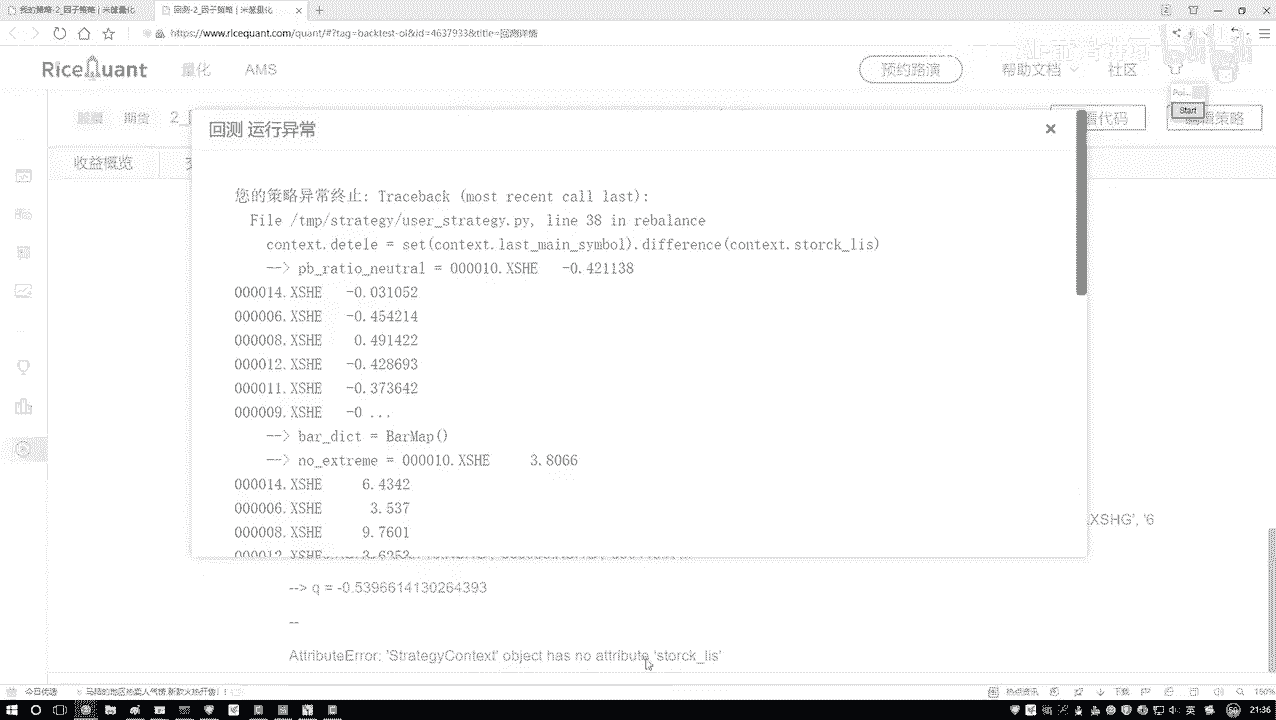 我的策略-2_因子策略 | 米筐量化
回测-2_因子策略 | 米筐量化
https://www.ricequant.com/quant/#?tag=backtest-ol&id=4637933&title=回测详情
RiceQuant 量化 AMS 预约路演 帮助文档 社区
Start
代码 编辑策略
收益概览
回测 运行异常
您的策略异常终止: Traceback (most recent call last):
File /tmp/strategy/user_strategy.py, line 38 in rebalance
context.detele = set(context.last_main_symbol).difference(context.storck_lis)
--> pb_ratio_neutral = 000010.XSHE -0.421138
000014.XSHE -0.031052
000006.XSHE -0.454214
000008.XSHE 0.491422
000012.XSHE -0.428693
000011.XSHE -0.373642
000009.XSHE -0 ...
--> bar_dict = BarMap()
--> no_extreme = 000010.XSHE 3.8066
000014.XSHE 6.4342
000006.XSHE 3.537
.XSHG', '6
000008.XSHE 9.7601
--> q = -0.5396614130264393
--
AttributeError: 'StrategyContext' object has no attribute 'storck_lis'
今日优选
160%
英
21:36